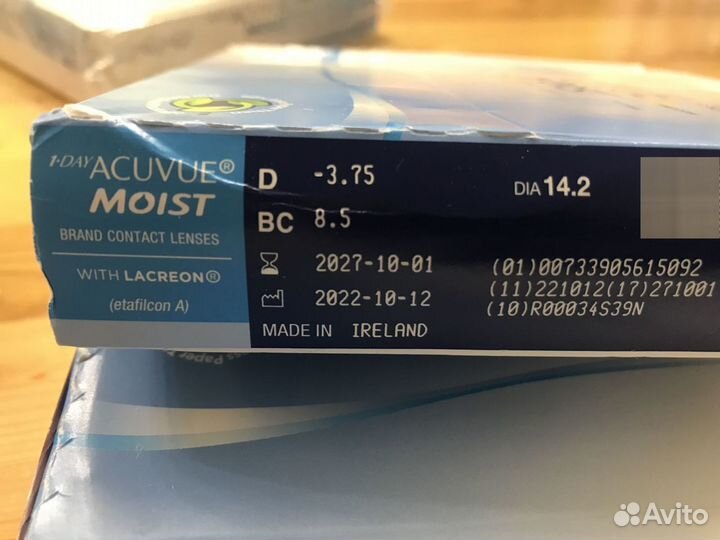 1-DAY ACUVUE®
MOIST
BRAND CONTACT LENSES
WITH LACREON®
(etafilcon A)
D -3.75
DIA 14.2
BC 8.5
2027-10-01
2022-10-12
MADE IN IRELAND
(01)00733905615092
(11)221012(17)271001
(10)R00034S39N
Avito